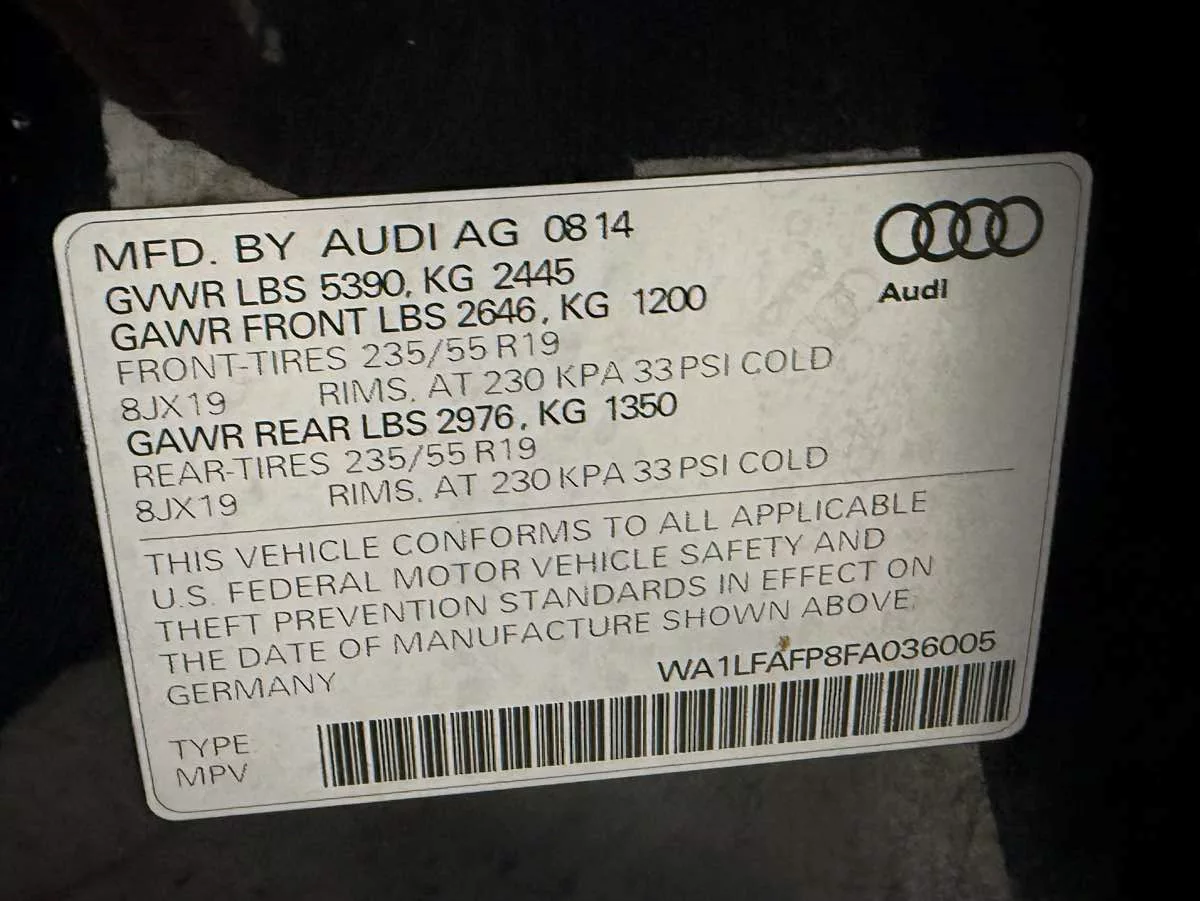 MFD. BY AUDI AG 0814
Audi
GVWR LBS 5390, KG 2445
GAWR FRONT LBS 2646, KG 1200
FRONT-TIRES 235/55 R19
8JX19 RIMS. AT 230 KPA 33 PSI COLD
GAWR REAR LBS 2976, KG 1350
REAR-TIRES 235/55 R19
8JX19 RIMS. AT 230 KPA 33 PSI COLD
THIS VEHICLE CONFORMS TO ALL APPLICABLE
U.S. FEDERAL MOTOR VEHICLE SAFETY AND
THEFT PREVENTION STANDARDS IN EFFECT ON
THE DATE OF MANUFACTURE SHOWN ABOVE.
GERMANY WA1LFAFP8FA036005
TYPE
MPV